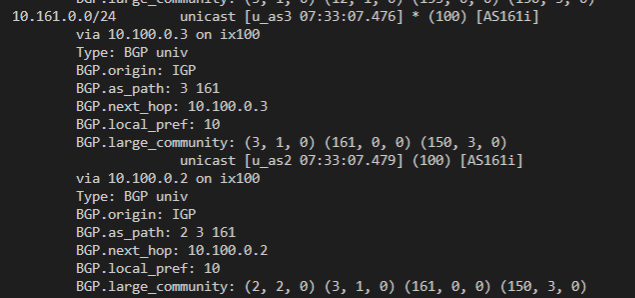 BGP.large_community: (3, 1, 0) (12, 1, 0) (153, 0, 0) (150, 3, 0)
10.161.0.0/24 unicast [u_as3 07:33:07.476] * (100) [AS161i]
via 10.100.0.3 on ix100
Type: BGP univ
BGP.origin: IGP
BGP.as_path: 3 161
BGP.next_hop: 10.100.0.3
BGP.local_pref: 10
BGP.large_community: (3, 1, 0) (161, 0, 0) (150, 3, 0)
unicast [u_as2 07:33:07.479] (100) [AS161i]
via 10.100.0.2 on ix100
Type: BGP univ
BGP.origin: IGP
BGP.as_path: 2 3 161
BGP.next_hop: 10.100.0.2
BGP.local_pref: 10
BGP.large_community: (2, 2, 0) (3, 1, 0) (161, 0, 0) (150, 3, 0)